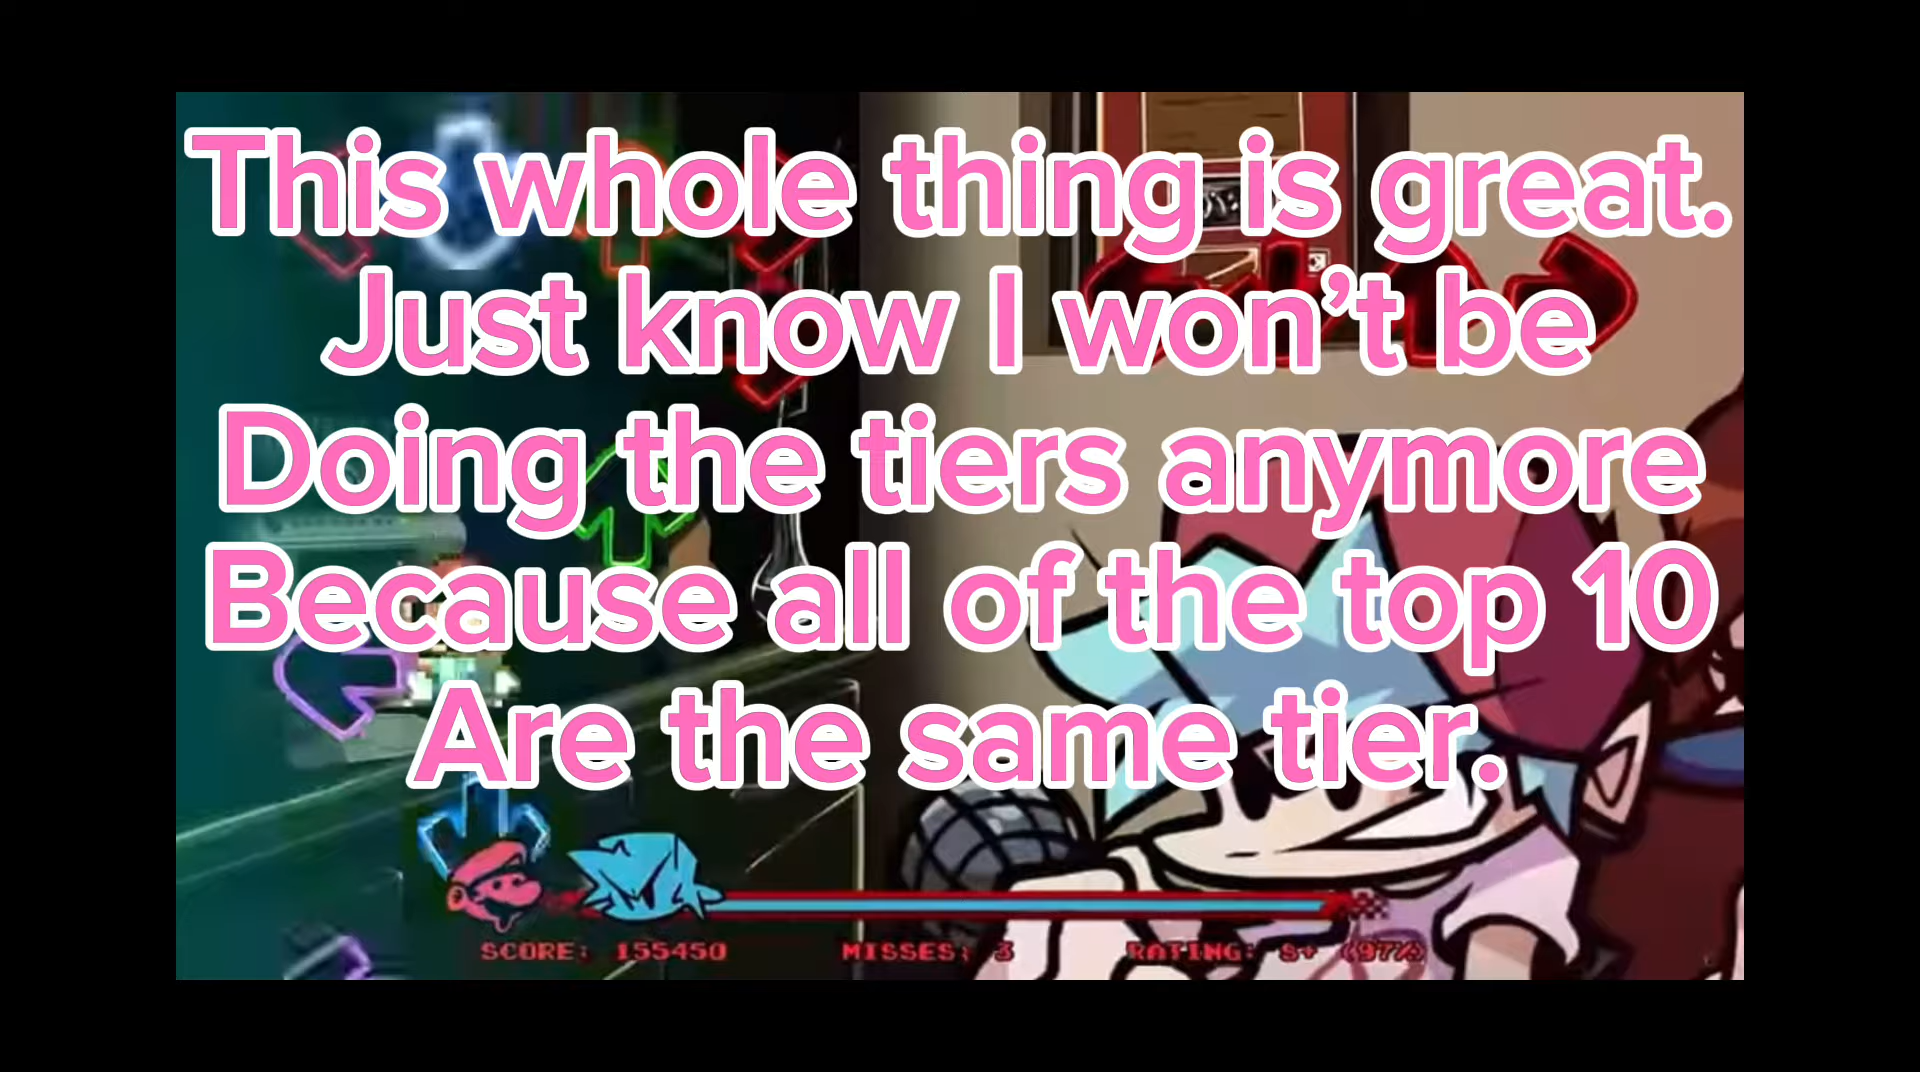 This whole thing is great.
Just know I won't be
Doing the tiers anymore
Because all of the top 10
Are the same tier.
SCORE: 155450 MISSES: 3 RATING: S+ (97%)